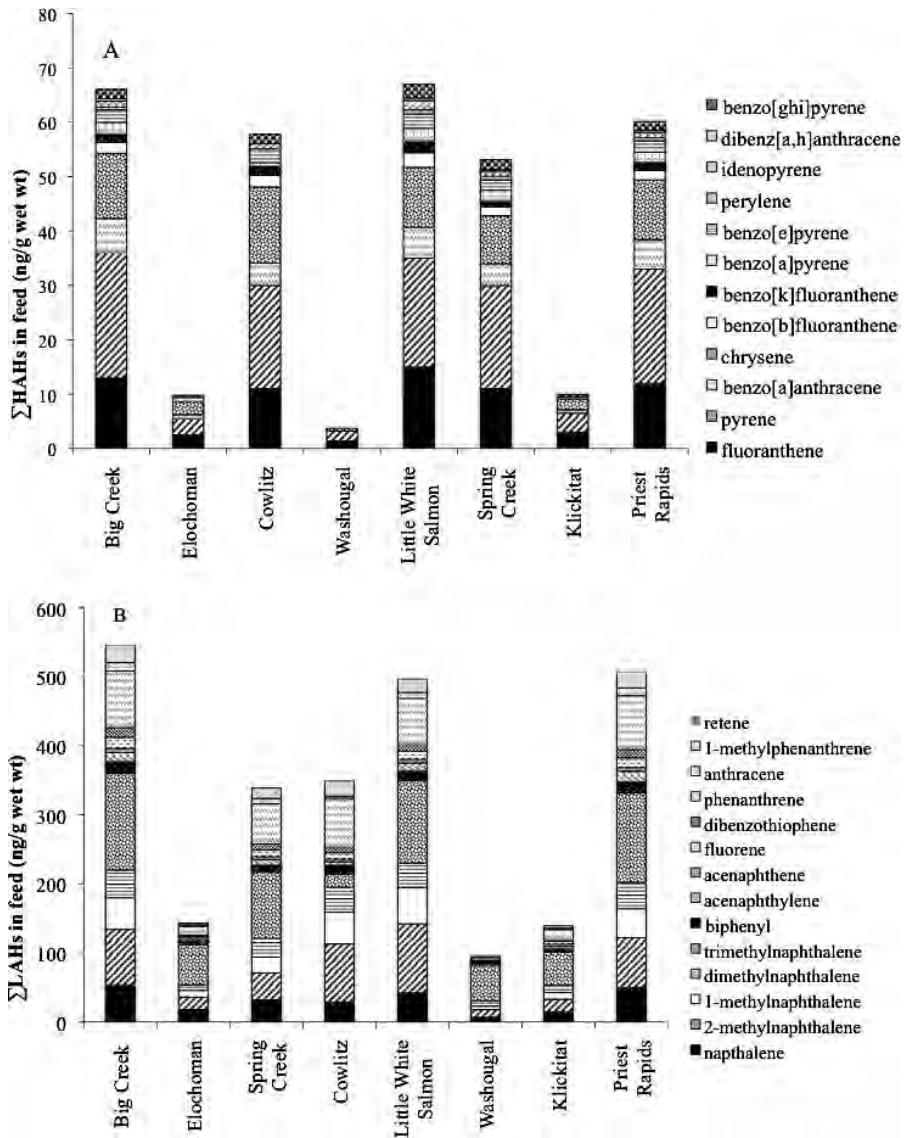 A
80
70
60
50
40
30
20
10
0
∑HAHs in feed (ng/g wet wt)
Big Creek
Elochoman
Cowlitz
Washougal
Little White
Salmon
Spring
Creek
Klickitat
Priest
Rapids
benzo[ghi]pyrene
dibenz[a,h]anthracene
idenopyrene
perylene
benzo[e]pyrene
benzo[a]pyrene
benzo[k]fluoranthene
benzo[b]fluoranthene
chrysene
benzo[a]anthracene
pyrene
fluoranthene
B
600
500
400
300
200
100
0
∑LAHs in feed (ng/g wet wt)
Big Creek
Elochoman
Spring
Creek
Cowlitz
Little White
Salmon
Washougal
Klickitat
Priest
Rapids
retene
1-methylphenanthrene
anthracene
phenanthrene
dibenzothiophene
fluorene
acenaphthene
acenaphthylene
biphenyl
trimethylnaphthalene
dimethylnaphthalene
1-methylnaphthalene
2-methylnaphthalene
napthalene